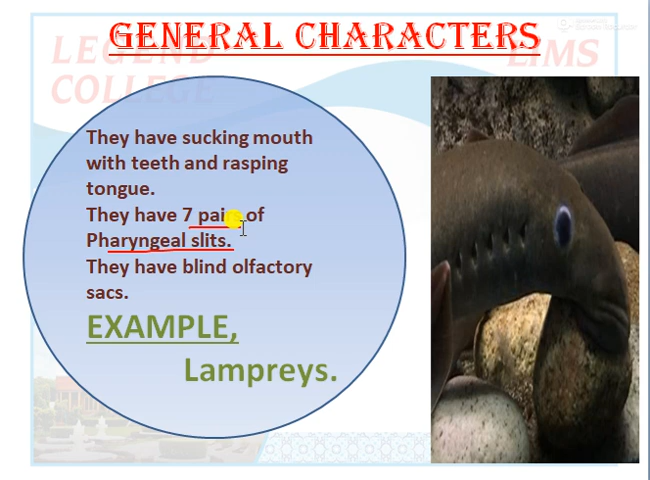 GENERAL CHARACTERS
LEGEND
COLLEGE
LIMS
They have sucking mouth
with teeth and rasping
tongue.
They have 7 pairs of
Pharyngeal slits.
They have blind olfactory
sacs.
EXAMPLE,
Lampreys.